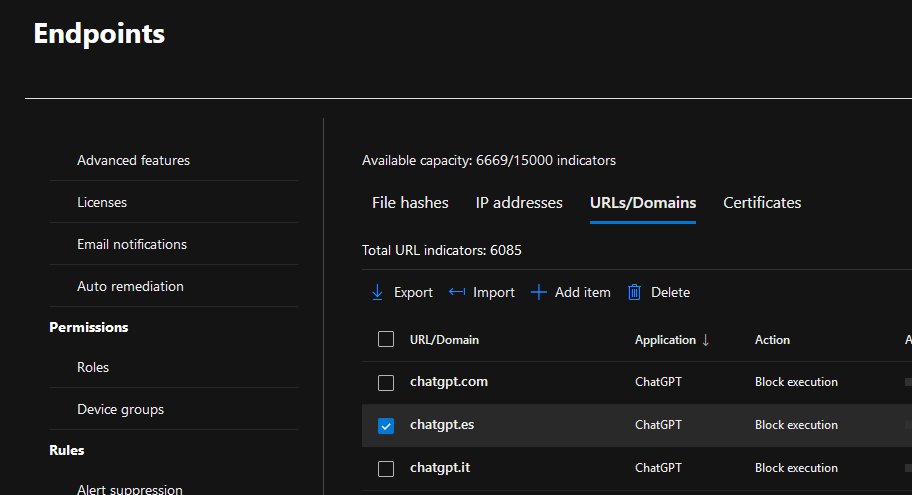 Endpoints
Advanced features
Licenses
Email notifications
Auto remediation
Permissions
Roles
Device groups
Rules
Alert suppression
Available capacity: 6669/15000 indicators
File hashes IP addresses URLs/Domains Certificates
Total URL indicators: 6085
Export Import Add item Delete
URL/Domain Application ↓ Action A
chatgpt.com ChatGPT Block execution
chatgpt.es ChatGPT Block execution
chatgpt.it ChatGPT Block execution